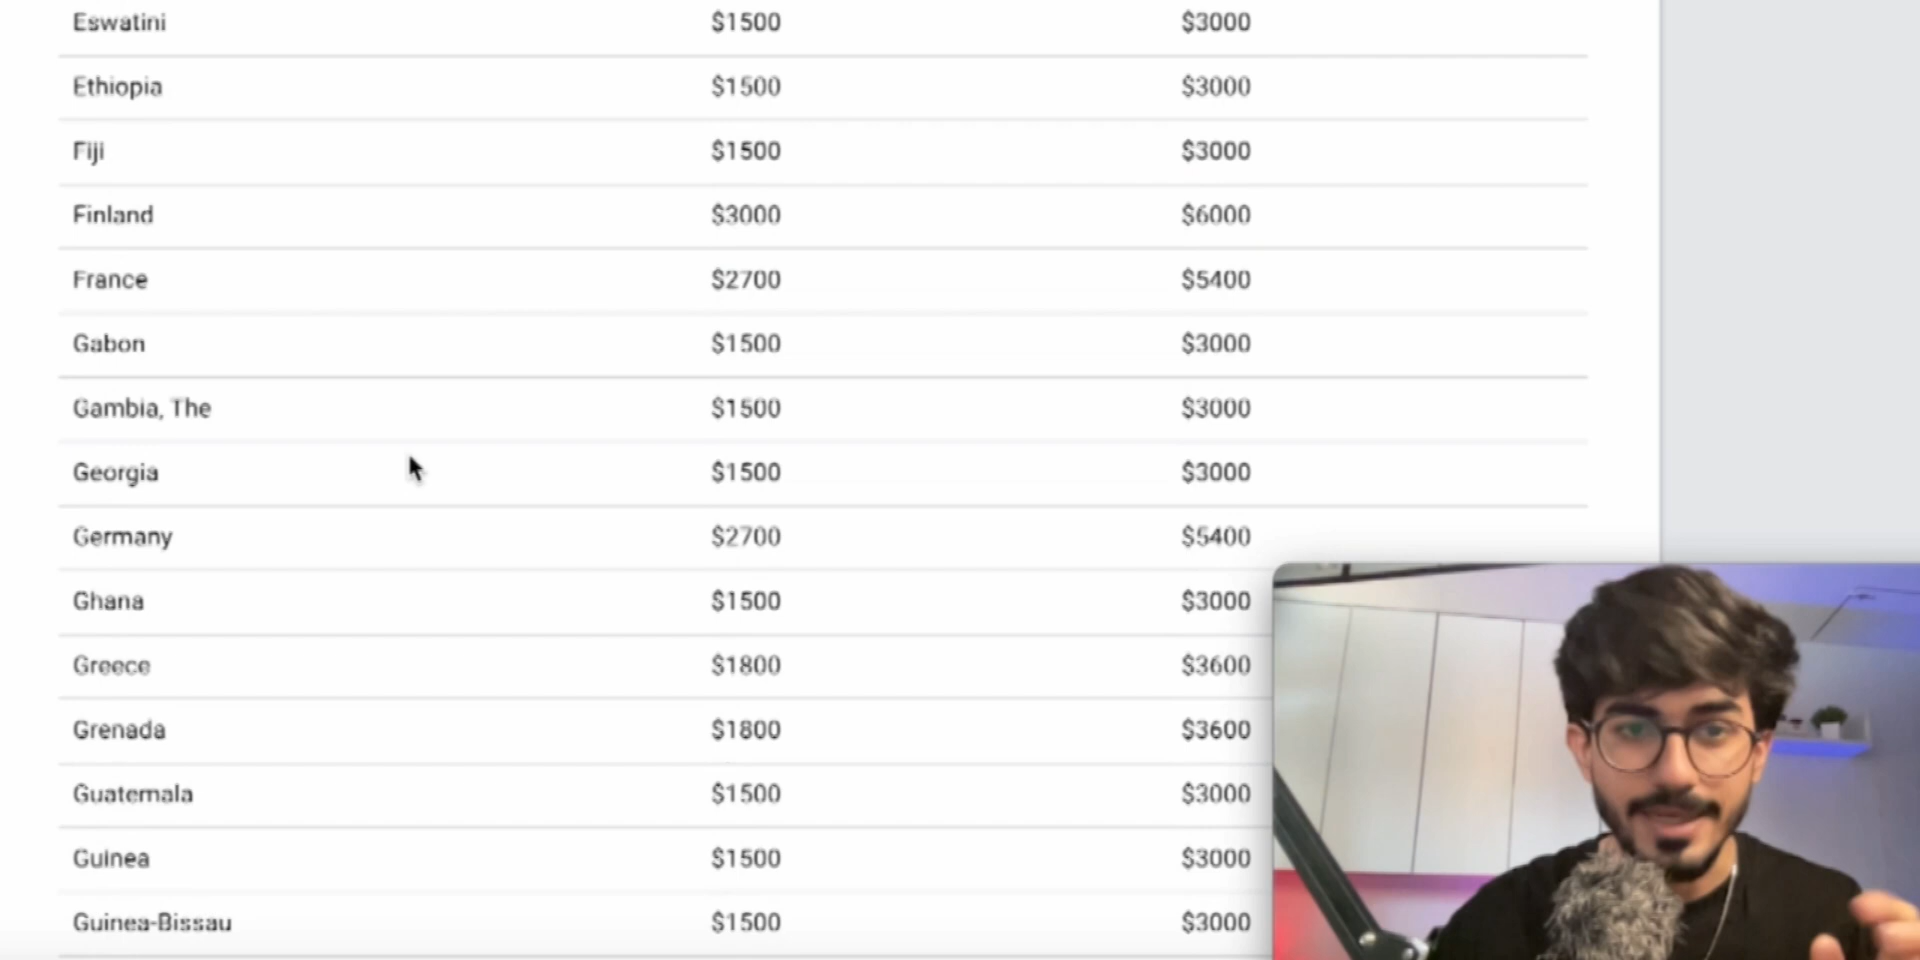 Eswatini $1500 $3000
Ethiopia $1500 $3000
Fiji $1500 $3000
Finland $3000 $6000
France $2700 $5400
Gabon $1500 $3000
Gambia, The $1500 $3000
Georgia $1500 $3000
Germany $2700 $5400
Ghana $1500 $3000
Greece $1800 $3600
Grenada $1800 $3600
Guatemala $1500 $3000
Guinea $1500 $3000
Guinea-Bissau $1500 $3000